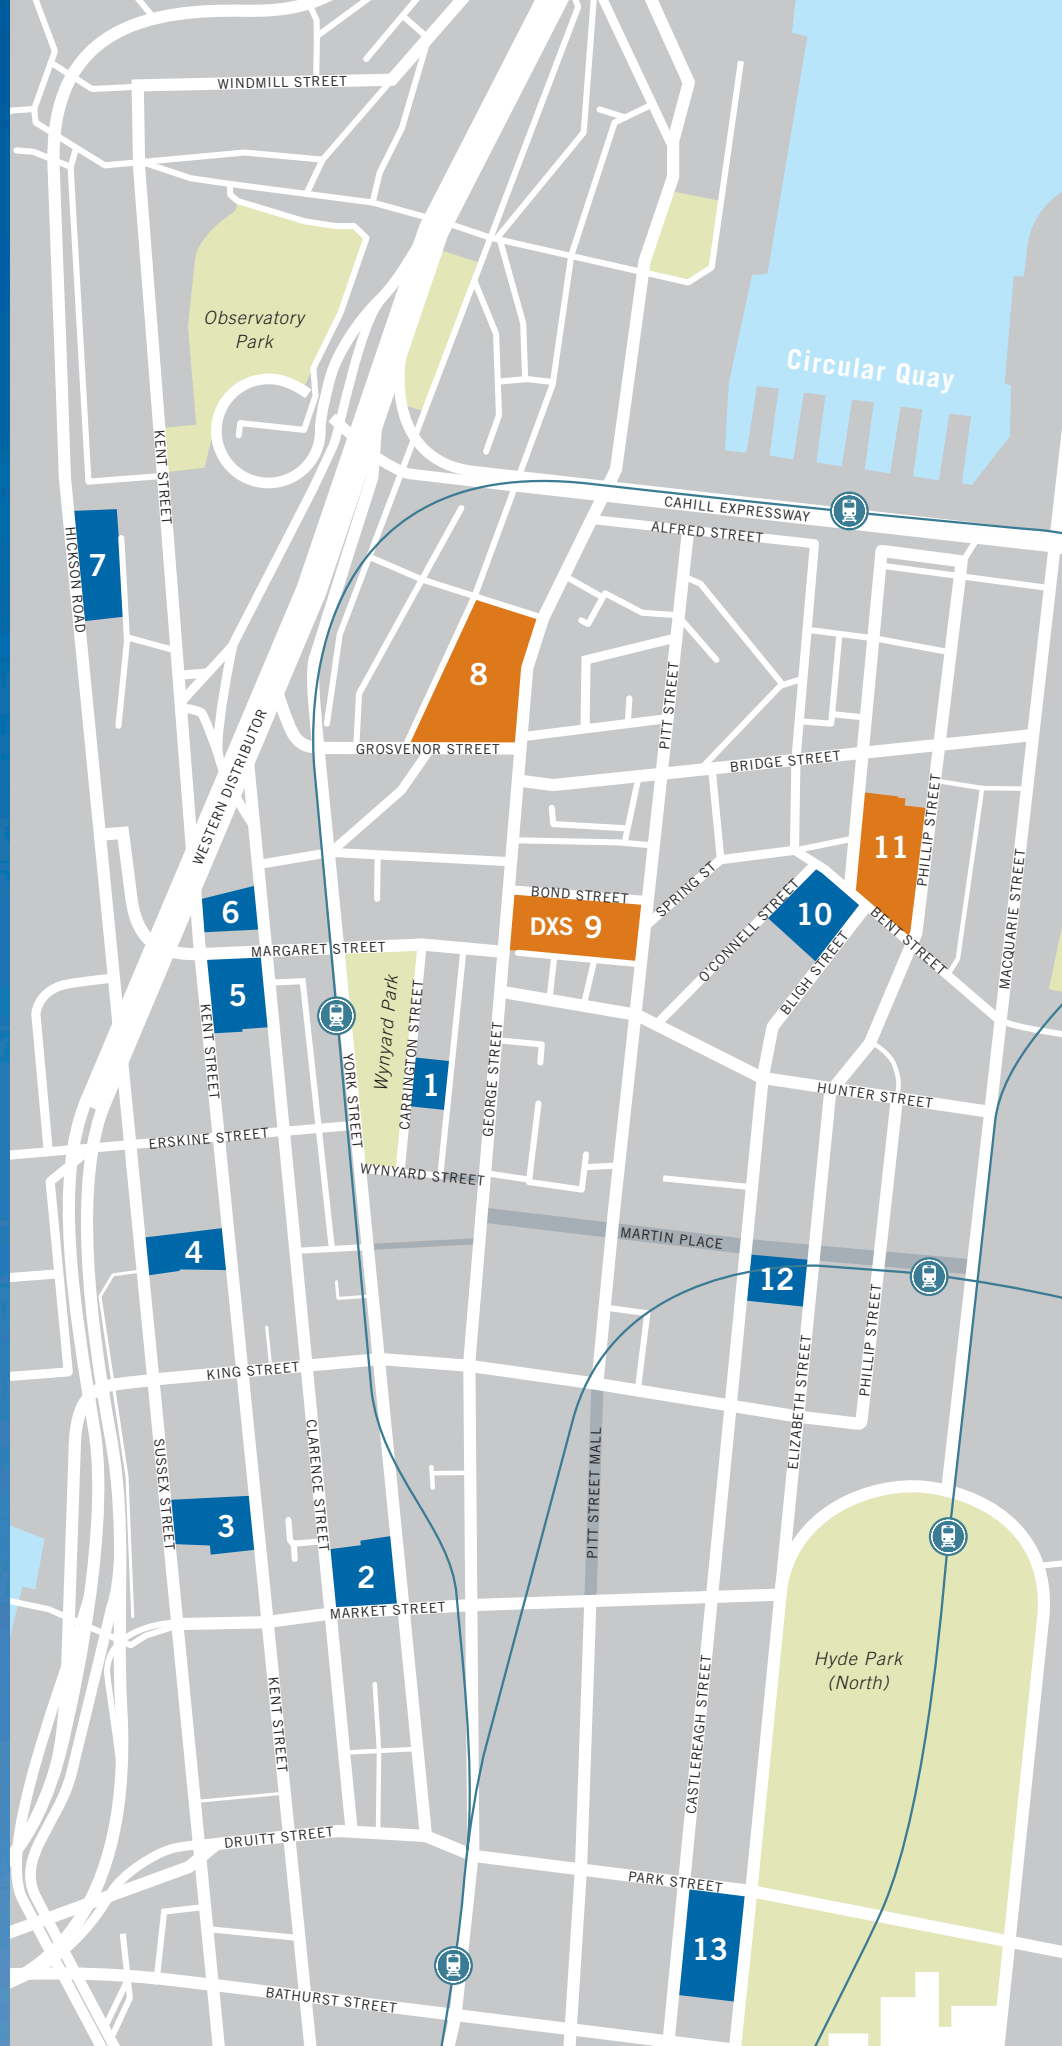 WINDMILL STREET
Observatory
Park
Circular Quay
KENT STREET
CAHILL EXPRESSWAY
ALFRED STREET
HICKSON ROAD
7
8
PITT STREET
GROSVENOR STREET
BRIDGE STREET
WESTERN DISTRIBUTOR
PHILLIP STREET
11
MACQUARIE STREET
BOND STREET
SPRING ST
DXS 9
O'CONNELL STREET
10
BENT STREET
6
MARGARET STREET
BLIGH STREET
5
KENT STREET
Wynyard Park
CARRINGTON STREET
1
GEORGE STREET
YORK STREET
HUNTER STREET
ERSKINE STREET
WYNYARD STREET
4
MARTIN PLACE
12
PHILLIP STREET
KING STREET
ELIZABETH STREET
CLARENCE STREET
SUSSEX STREET
PITT STREET MALL
3
2
MARKET STREET
Hyde Park
(North)
KENT STREET
CASTLEREAGH STREET
DRUITT STREET
PARK STREET
13
BATHURST STREET